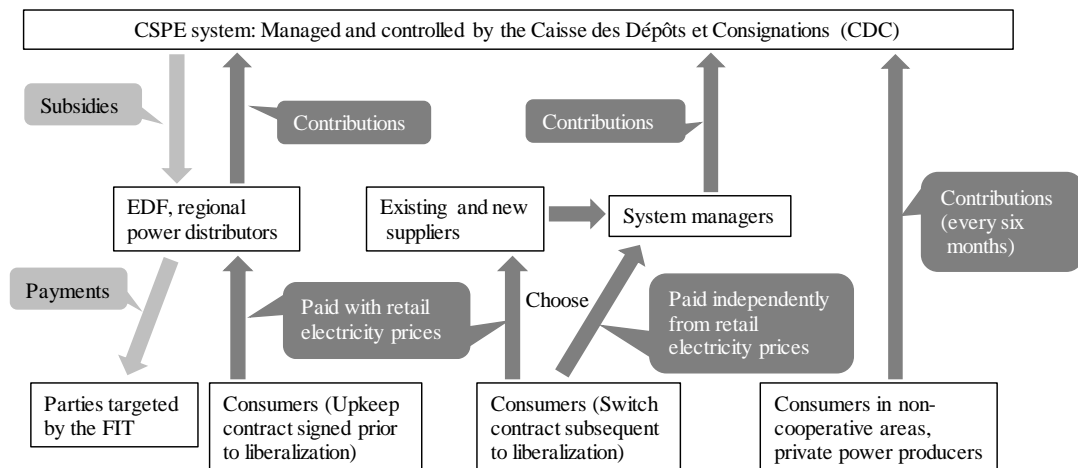 CSPE system: Managed and controlled by the Caisse des Dépôts et Consignations (CDC)
Subsidies
Contributions
Contributions
EDF, regional
power distributors
Existing and new
suppliers
System managers
Contributions
(every six
months)
Payments
Paid with retail
electricity prices
Choose
Paid independently
from retail
electricity prices
Parties targeted
by the FIT
Consumers (Upkeep
contract signed prior
to liberalization)
Consumers (Switch
contract subsequent
to liberalization)
Consumers in non-
cooperative areas,
private power producers